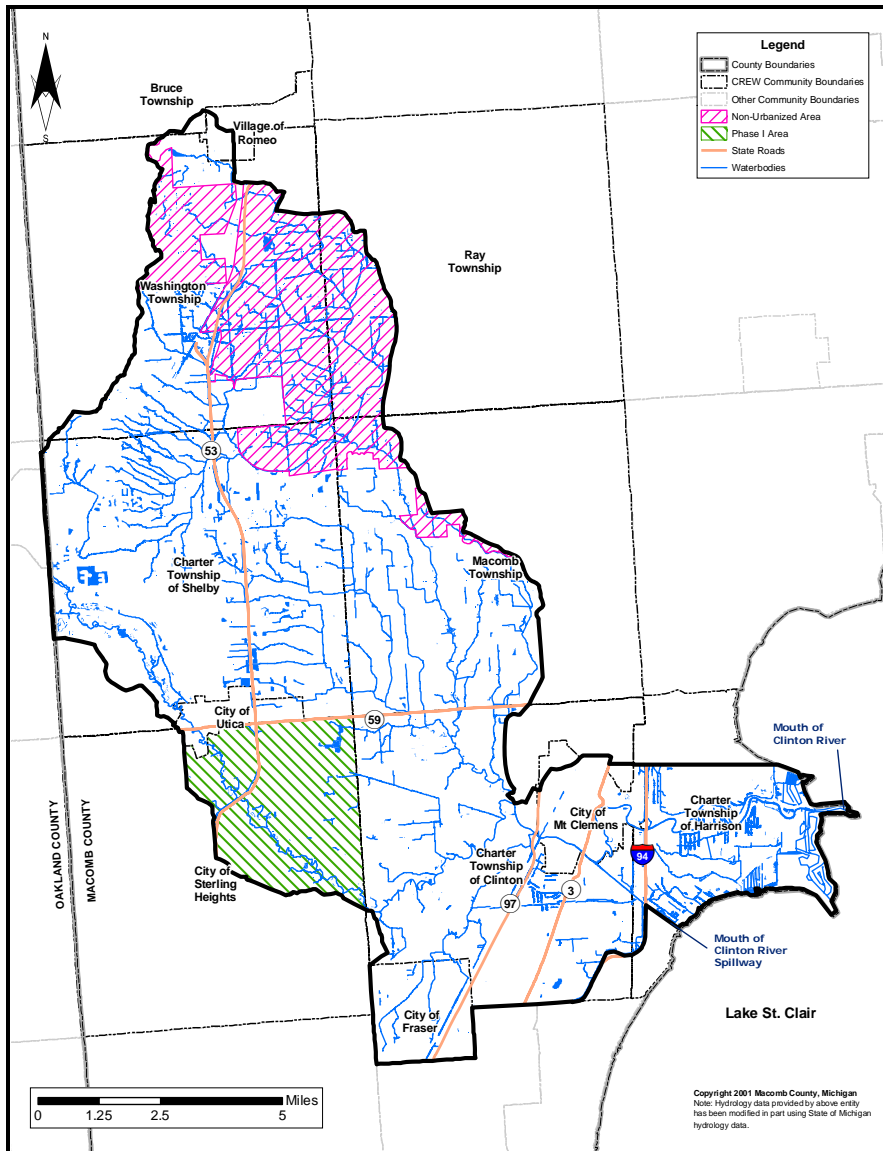 N
S
Legend
County Boundaries
CREW Community Boundaries
Other Community Boundaries
Non-Urbanized Area
Phase I Area
State Roads
Waterbodies
Bruce
Township
Village of
Romeo
Ray
Township
Washington
Township
53
Charter
Township
of Shelby
Macomb
Township
City of
Utica
59
Mouth of
Clinton River
OAKLAND COUNTY
MACOMB COUNTY
City of
Mt Clemens
Charter
Township
of Harrison
94
City of
Sterling
Heights
Charter
Township
of Clinton
97
3
Mouth of
Clinton River
Spillway
City of
Fraser
Lake St. Clair
Miles
0
1.25
2.5
5
Copyright 2001 Macomb County, Michigan
Note: Hydrology data provided by above entity
has been modified in part using State of Michigan
hydrology data.